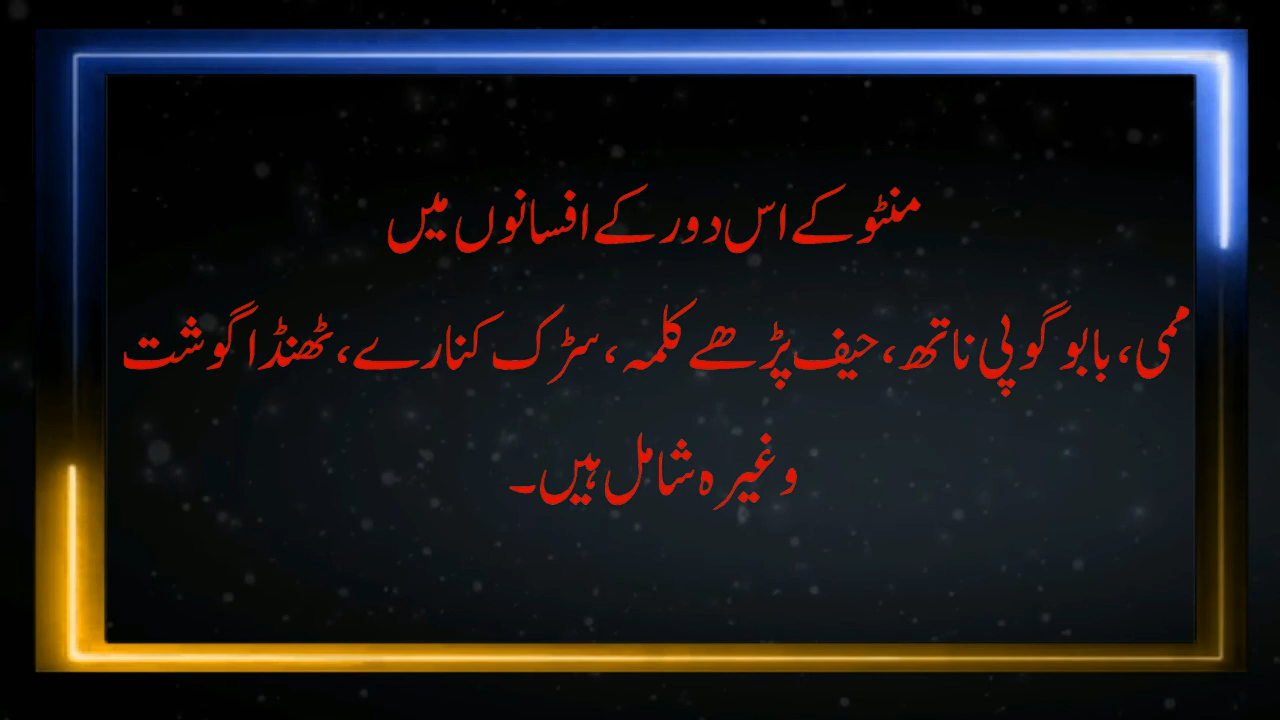 منٹو کے اس دور کے افسانوں میں
ممی، بابو گوپی ناتھ، حیف پڑھے کلمہ، سڑک کنارے، ٹھنڈا گوشت
وغیرہ شامل ہیں۔